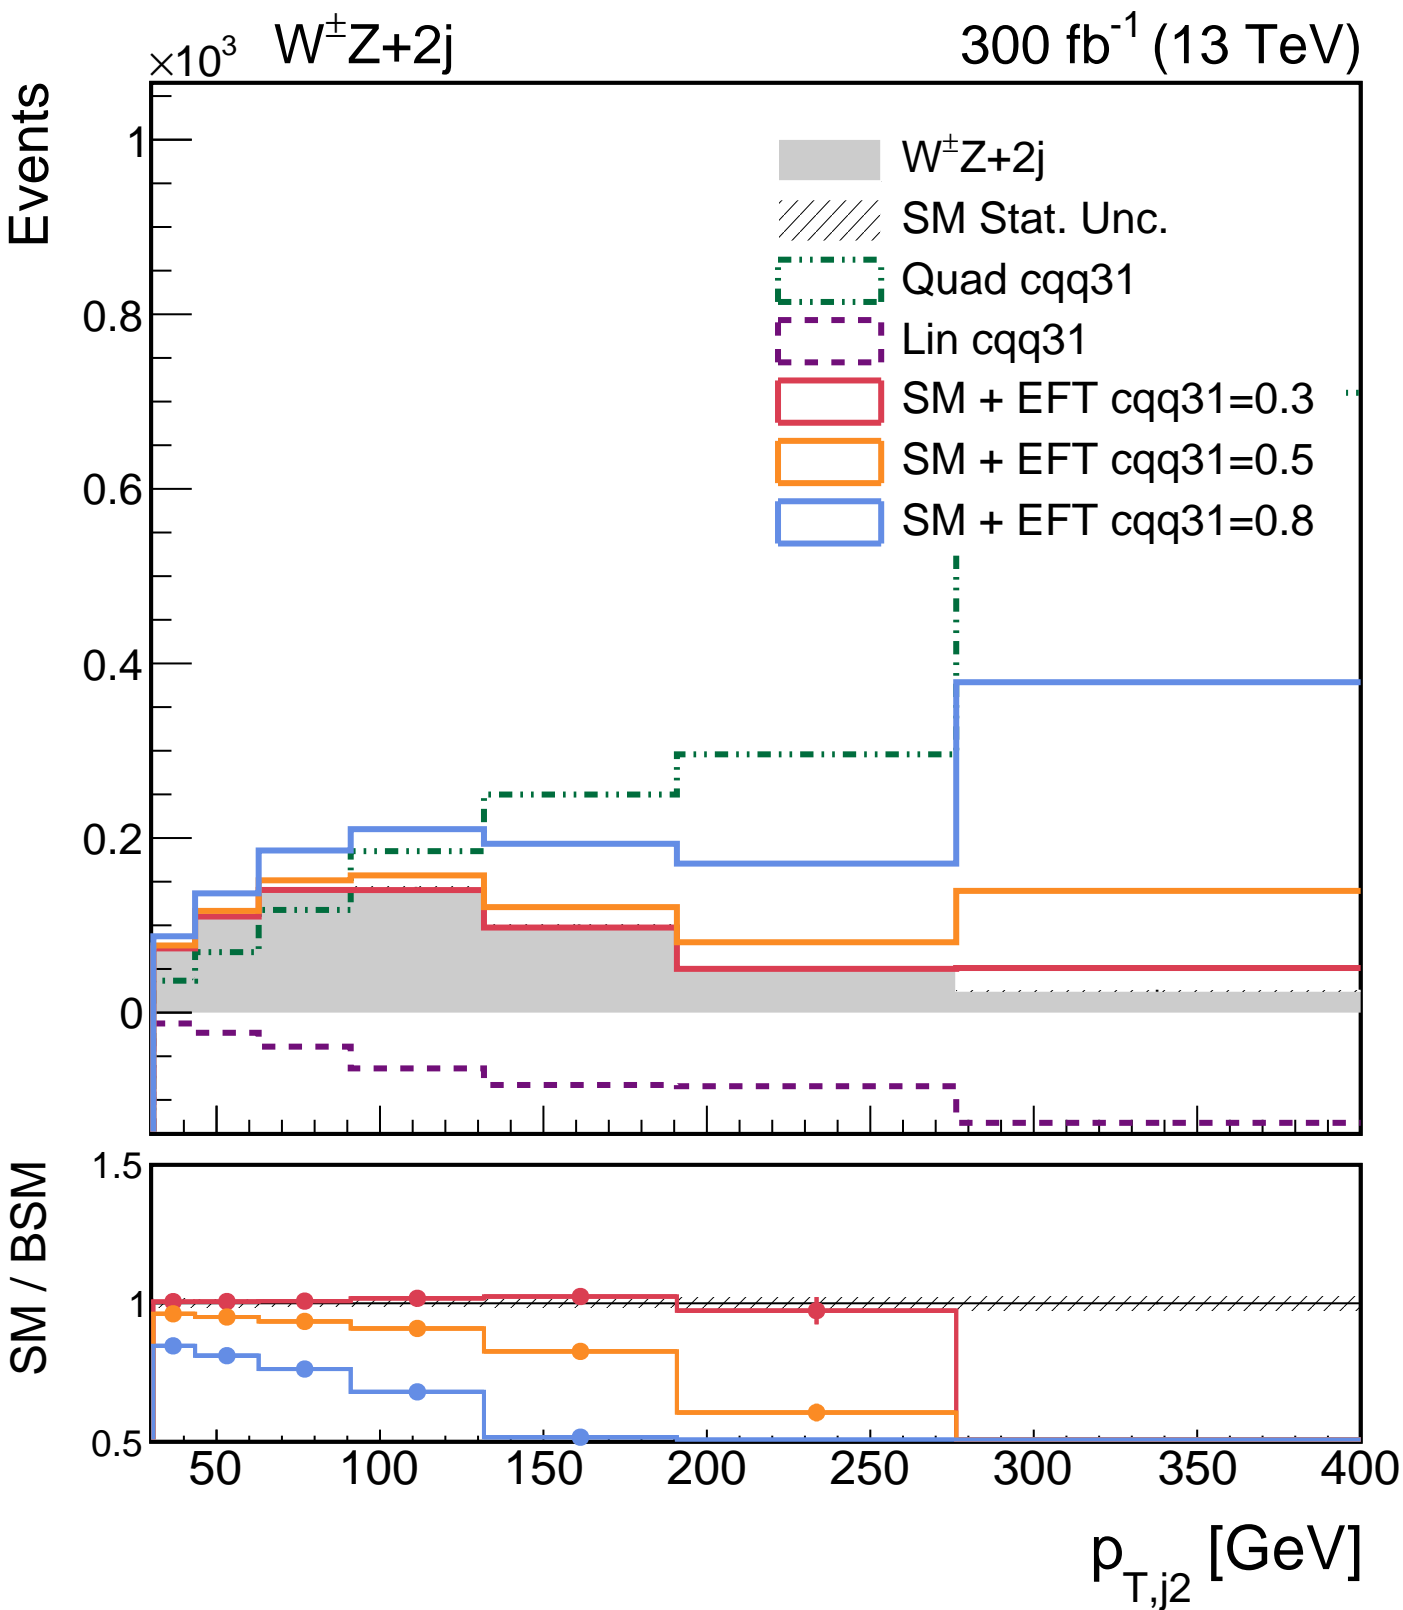 ×10³ W±Z+2j 300 fb⁻¹ (13 TeV)
Events
1
0.8
0.6
0.4
0.2
0
W±Z+2j
SM Stat. Unc.
Quad cqq31
Lin cqq31
SM + EFT cqq31=0.3
SM + EFT cqq31=0.5
SM + EFT cqq31=0.8
SM / BSM
1.5
1
0.5
50 100 150 200 250 300 350 400
p_T,j2 [GeV]